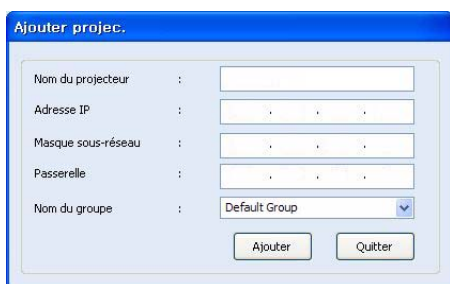 Ajouter projec.
Nom du projecteur :
Adresse IP : . . .
Masque sous-réseau : . . .
Passerelle : . . .
Nom du groupe : Default Group
Ajouter Quitter